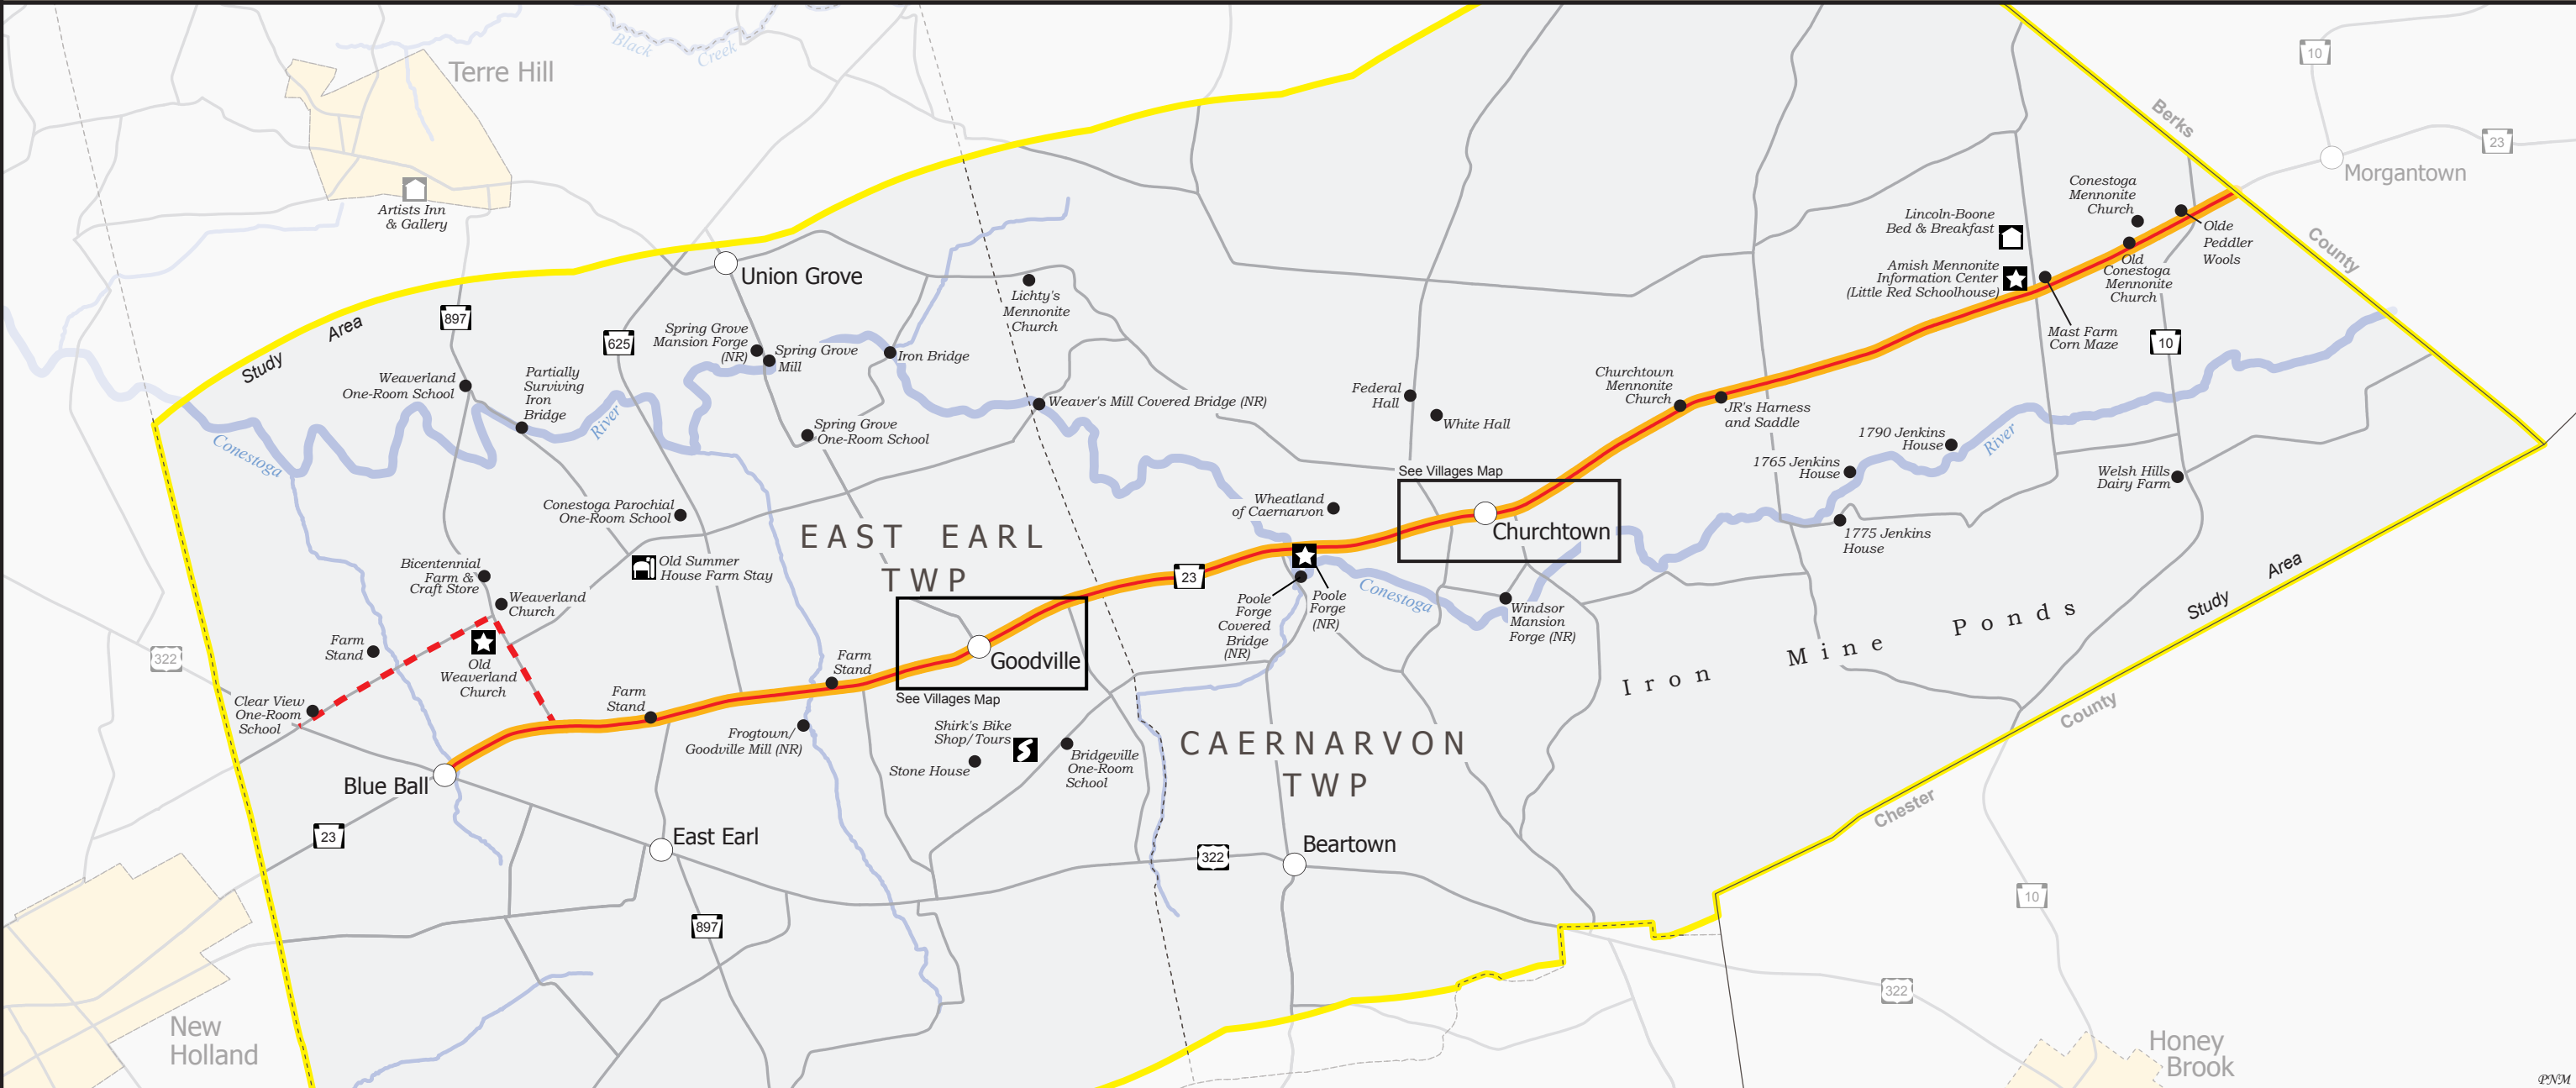 Black
Creek
Terre Hill
Artists Inn
& Gallery
10
Berks
23
Morgantown
County
Conestoga
Mennonite
Church
Lincoln-Boone
Bed & Breakfast
Olde
Peddler
Wools
Amish Mennonite
Information Center
(Little Red Schoolhouse)
Old
Conestoga
Mennonite
Church
Mast Farm
Corn Maze
10
Union Grove
Lichty's
Mennonite
Church
897
625
Study
Area
Spring Grove
Mansion Forge
(NR)
Spring Grove
Mill
Iron Bridge
Weaverland
One-Room School
Partially
Surviving
Iron
Bridge
River
Conestoga
Spring Grove
One-Room School
Weaver's Mill Covered Bridge (NR)
Federal
Hall
White Hall
Churchtown
Mennonite
Church
JR's Harness
and Saddle
1790 Jenkins
House
1765 Jenkins
House
River
Welsh Hills
Dairy Farm
1775 Jenkins
House
See Villages Map
Churchtown
Wheatland
of Caernarvon
Conestoga Parochial
One-Room School
EAST EARL
TWP
Old Summer
House Farm Stay
Bicentennial
Farm &
Craft Store
Weaverland
Church
23
Poole
Forge
Covered
Bridge
(NR)
Poole
Forge
(NR)
Conestoga
Windsor
Mansion
Forge (NR)
Iron Mine Ponds
Study
Area
County
Chester
322
Farm
Stand
Old
Weaverland
Church
Clear View
One-Room
School
Farm
Stand
Farm
Stand
Goodville
See Villages Map
Frogtown/
Goodville Mill (NR)
Shirk's Bike
Shop/Tours
Stone House
Bridgeville
One-Room
School
CAERNARVON
TWP
Blue Ball
23
East Earl
897
322
Beartown
10
322
New
Holland
Honey
Brook
PNM